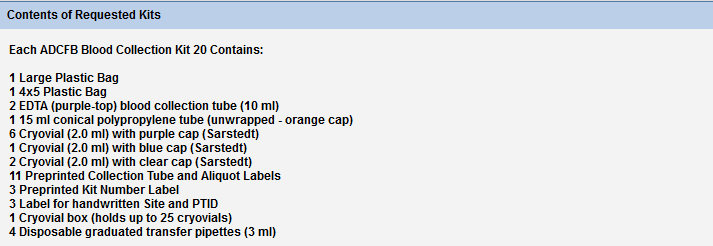 Contents of Requested Kits
Each ADCFB Blood Collection Kit 20 Contains:
1 Large Plastic Bag
1 4x5 Plastic Bag
2 EDTA (purple-top) blood collection tube (10 ml)
1 15 ml conical polypropylene tube (unwrapped - orange cap)
6 Cryovial (2.0 ml) with purple cap (Sarstedt)
1 Cryovial (2.0 ml) with blue cap (Sarstedt)
2 Cryovial (2.0 ml) with clear cap (Sarstedt)
11 Preprinted Collection Tube and Aliquot Labels
3 Preprinted Kit Number Label
3 Label for handwritten Site and PTID
1 Cryovial box (holds up to 25 cryovials)
4 Disposable graduated transfer pipettes (3 ml)